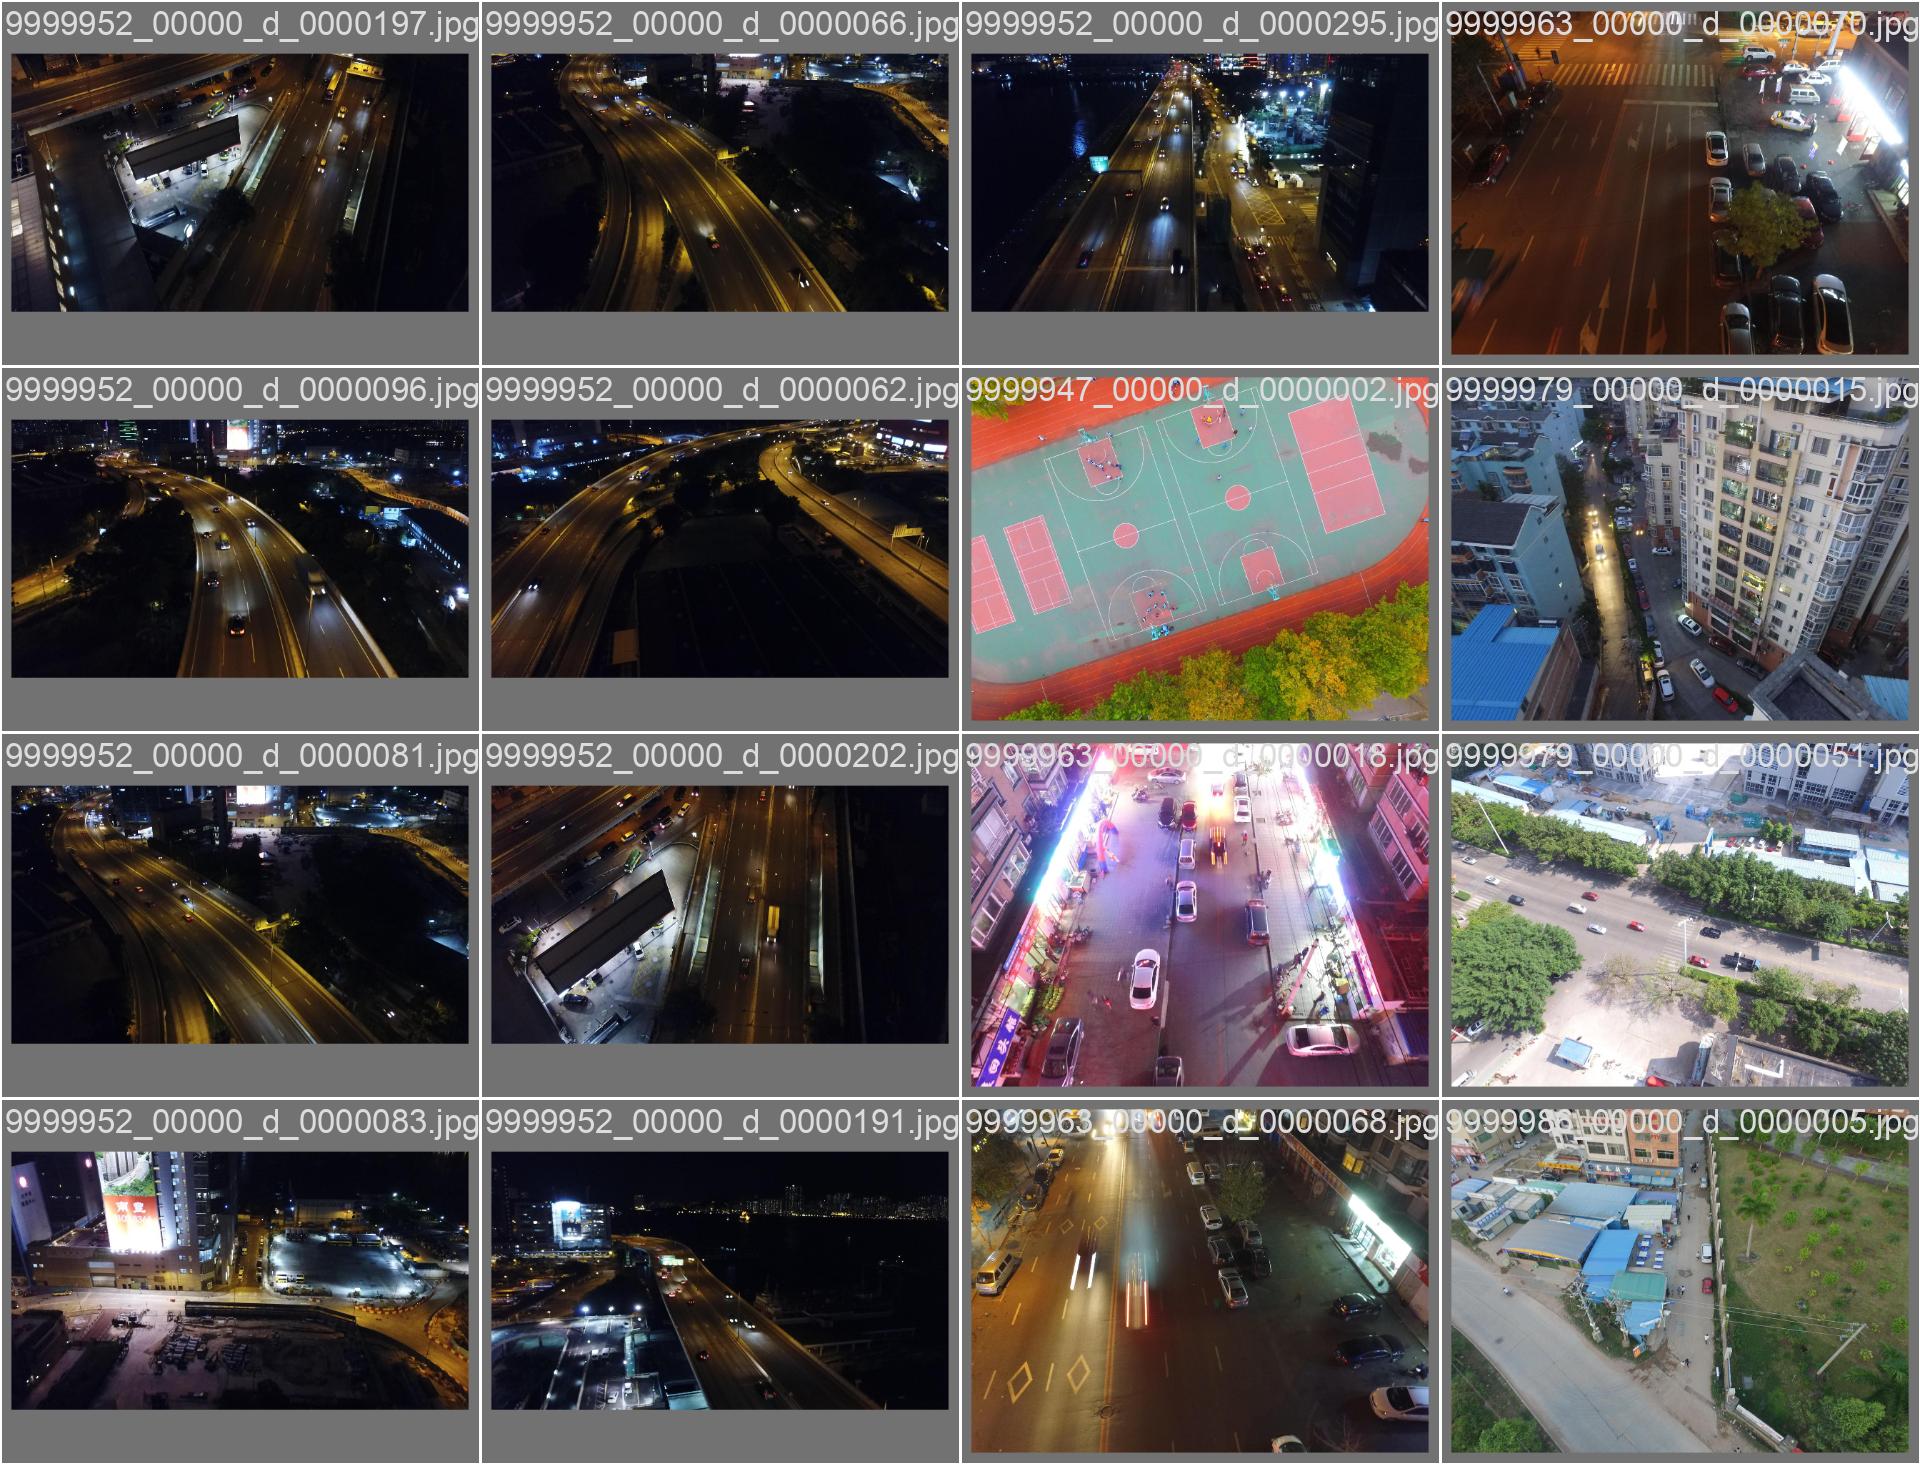 9999952_00000_d_0000197.jpg
9999952_00000_d_0000066.jpg
9999952_00000_d_0000295.jpg
9999963_00000_d_0000070.jpg
9999952_00000_d_0000096.jpg
9999952_00000_d_0000062.jpg
9999947_00000_d_0000002.jpg
9999979_00000_d_0000015.jpg
9999952_00000_d_0000081.jpg
9999952_00000_d_0000202.jpg
9999963_00000_d_0000018.jpg
9999979_00000_d_0000051.jpg
9999952_00000_d_0000083.jpg
9999952_00000_d_0000191.jpg
9999963_00000_d_0000068.jpg
9999986_00000_d_0000005.jpg